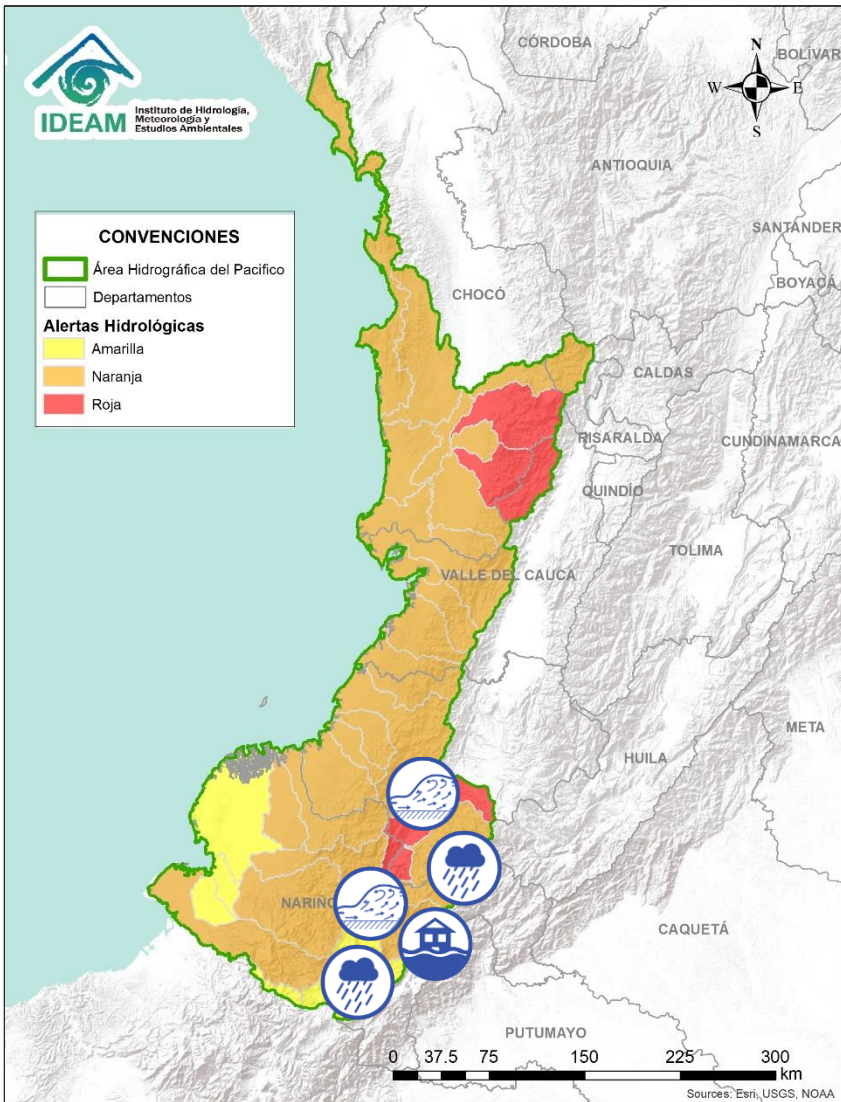 IDEAM
Instituto de Hidrología,
Meteorología y
Estudios Ambientales
N
W
E
S
CÓRDOBA
BOLÍVAR
ANTIOQUIA
SANTANDER
BOYACÁ
CHOCÓ
CALDAS
RISARALDA
CUNDINAMARCA
QUINDÍO
TOLIMA
VALLE DEL CAUCA
META
HUILA
NARIÑO
CAQUETÁ
PUTUMAYO
CONVENCIONES
Área Hidrográfica del Pacifico
Departamentos
Alertas Hidrológicas
Amarilla
Naranja
Roja
0 37.5 75 150 225 300
km
Sources: Esri, USGS, NOAA